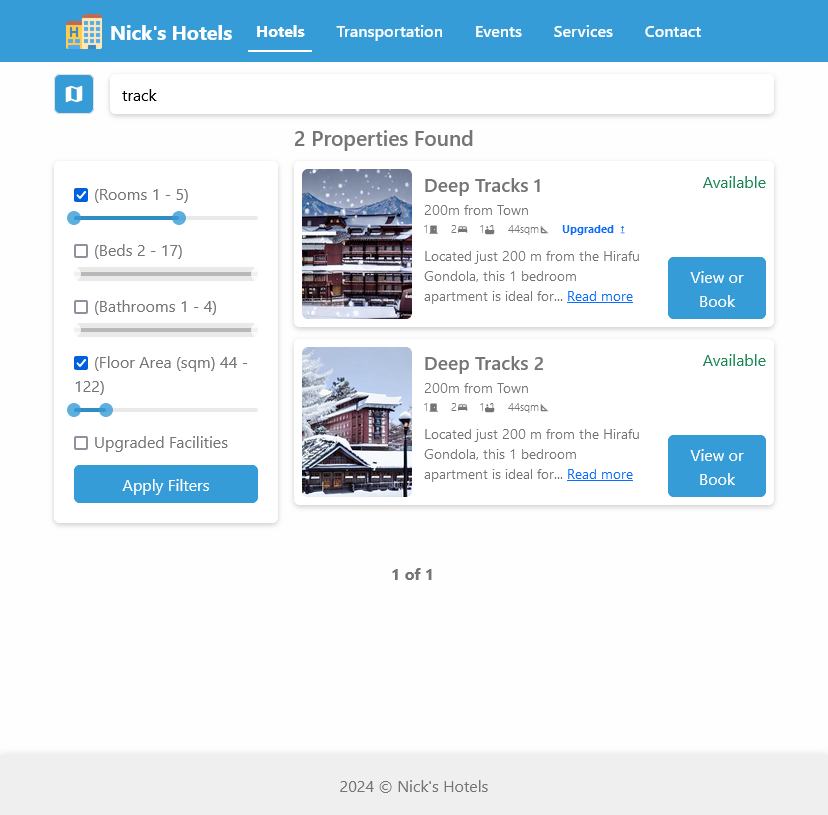 Nick's Hotels
Hotels
Transportation
Events
Services
Contact
track
2 Properties Found
(Rooms 1 - 5)
(Beds 2 - 17)
(Bathrooms 1 - 4)
(Floor Area (sqm) 44 -
122)
Upgraded Facilities
Apply Filters
Deep Tracks 1
Available
200m from Town
1 2 1 44sqm Upgraded ↑
Located just 200 m from the Hirafu
Gondola, this 1 bedroom
apartment is ideal for... Read more
View or
Book
Deep Tracks 2
Available
200m from Town
1 2 1 44sqm
Located just 200 m from the Hirafu
Gondola, this 1 bedroom
apartment is ideal for... Read more
View or
Book
1 of 1
2024 © Nick's Hotels